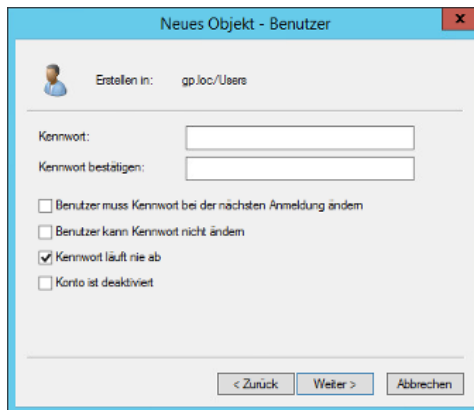 Neues Objekt - Benutzer
x
Erstellen in: gp.loc/Users
Kennwort:
Kennwort bestätigen:
Benutzer muss Kennwort bei der nächsten Anmeldung ändern
Benutzer kann Kennwort nicht ändern
Kennwort läuft nie ab
Konto ist deaktiviert
< Zurück Weiter > Abbrechen